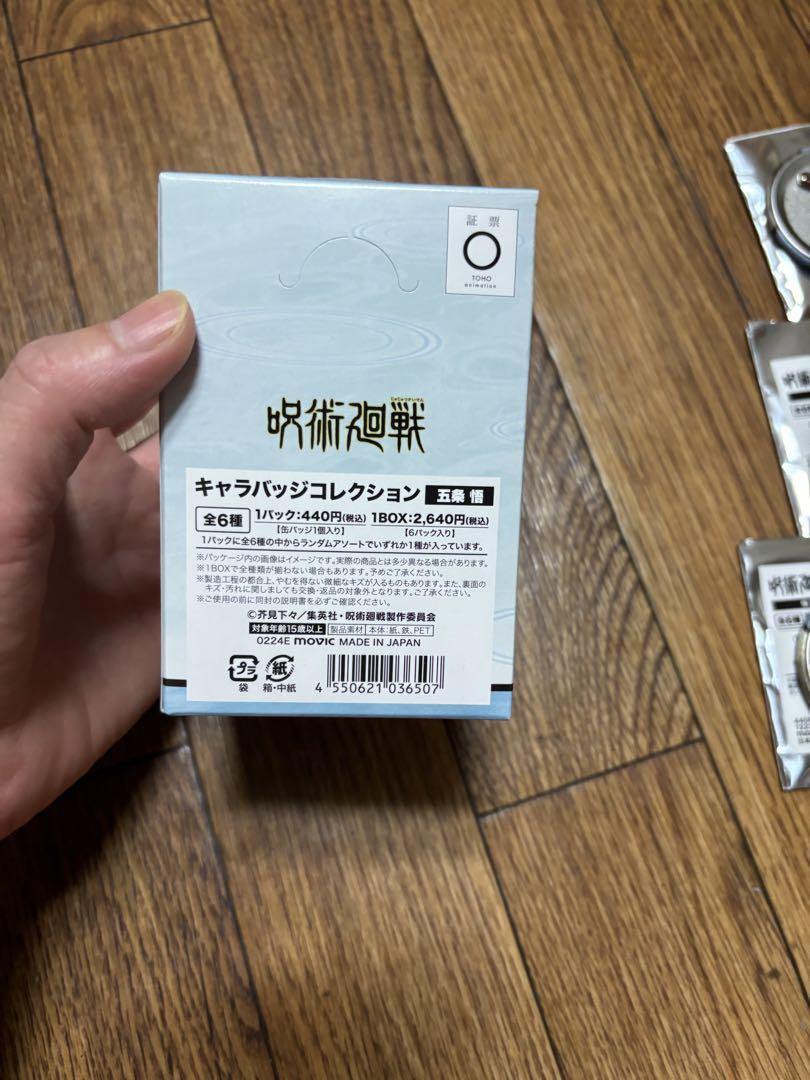 証 票
TOHO
animation
じゅじゅつかいせん
呪術廻戦
キャラバッジコレクション 五条 悟
全6種 1パック:440円(税込) 1BOX:2,640円(税込)
【缶バッジ1個入り】 【6パック入り】
1パックに全6種の中からランダムアソートでいずれか1種が入っています。
※パッケージ内の画像はイメージです。実際の商品とは多少異なる場合があります。
※1BOXで全種類が揃わない場合もあります。予めご了承ください。
※製造工程の都合上、やむを得ない微細なキズが入るものもあります。また、裏面の
キズ・汚れに関しましても交換・返品の対象外となります。ご了承ください。
※ご使用の前に同封の説明書を必ずご確認ください。
©芥見下々/集英社・呪術廻戦製作委員会
対象年齢15歳以上 製品素材 本体:紙、鉄、PET
0224E movic MADE IN JAPAN
プラ 紙
袋 箱・中紙
4 550621 036507
呪術
呪術廻
全6種